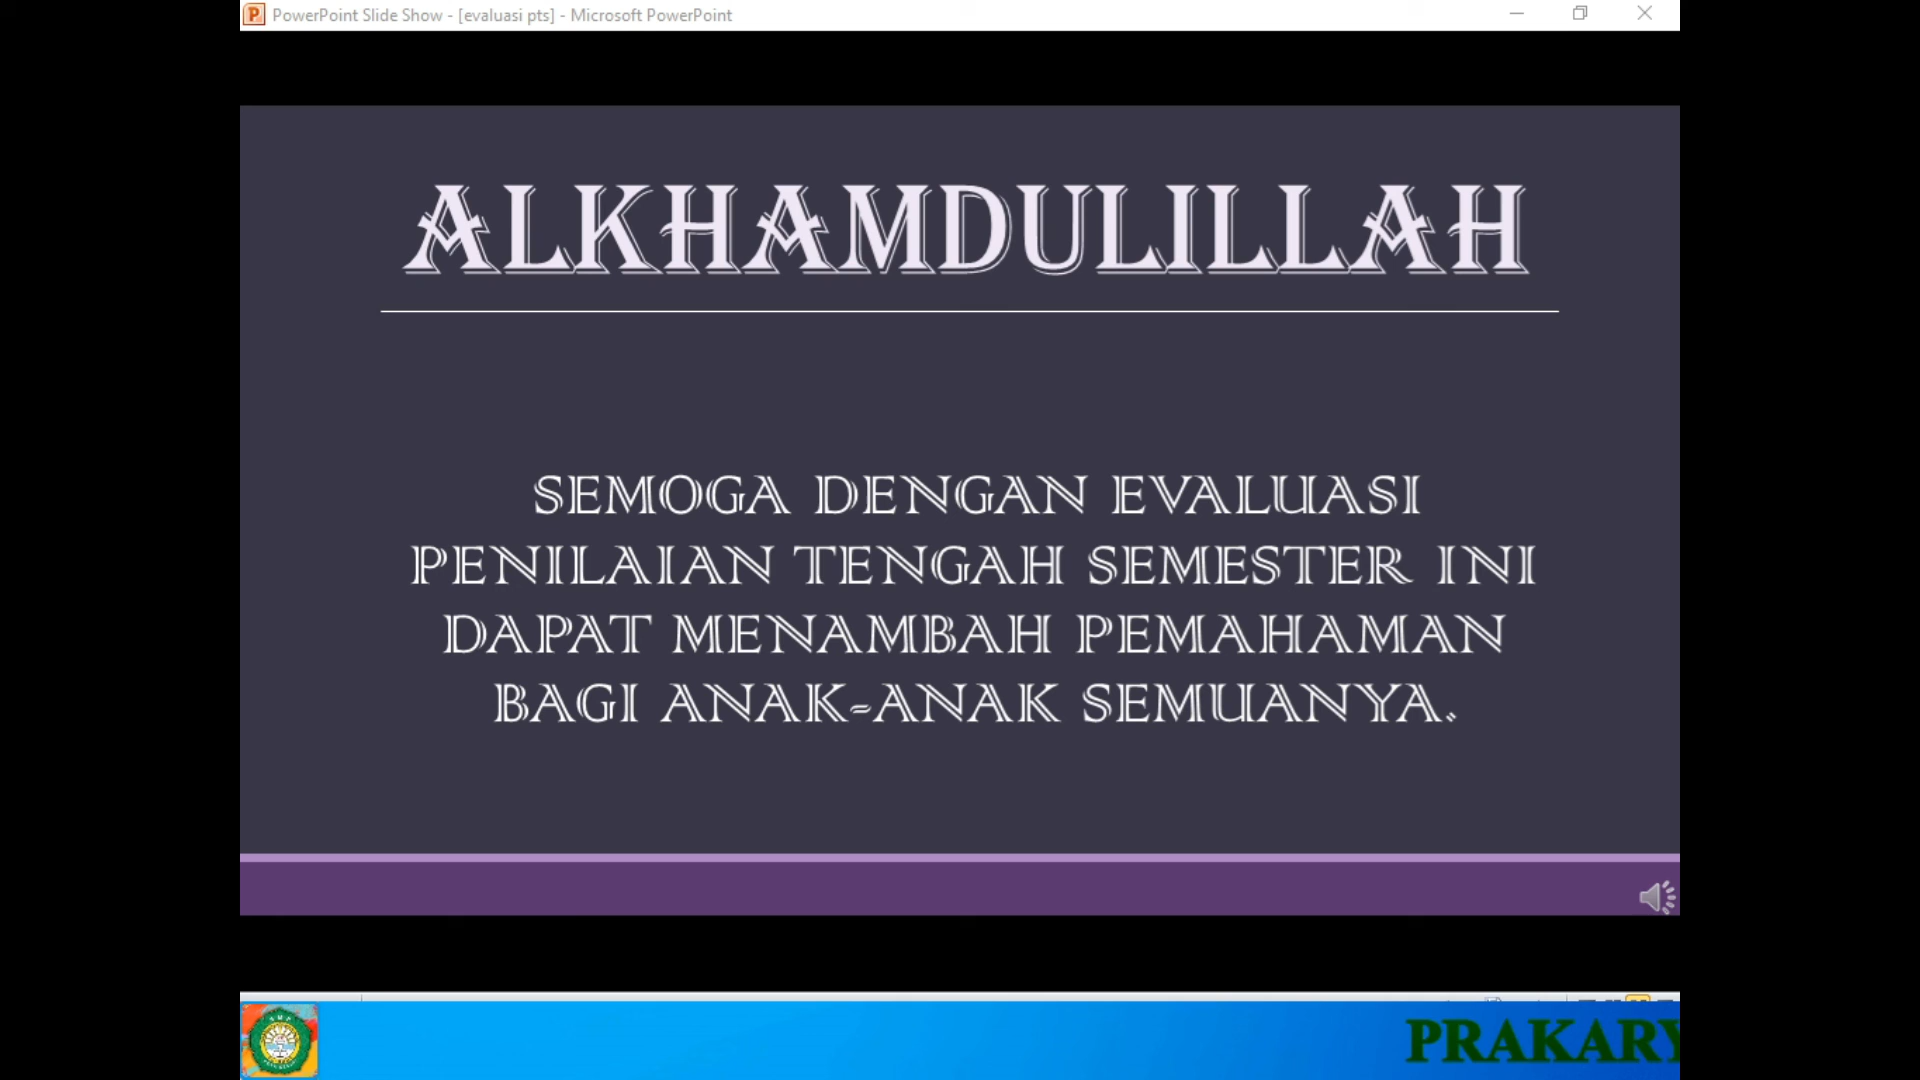 PowerPoint Slide Show - [evaluasi pts] - Microsoft PowerPoint
ALKHAMDULILLAH
SEMOGA DENGAN EVALUASI
PENILAIAN TENGAH SEMESTER INI
DAPAT MENAMBAH PEMAHAMAN
BAGI ANAK-ANAK SEMUANYA.
PRAKARY